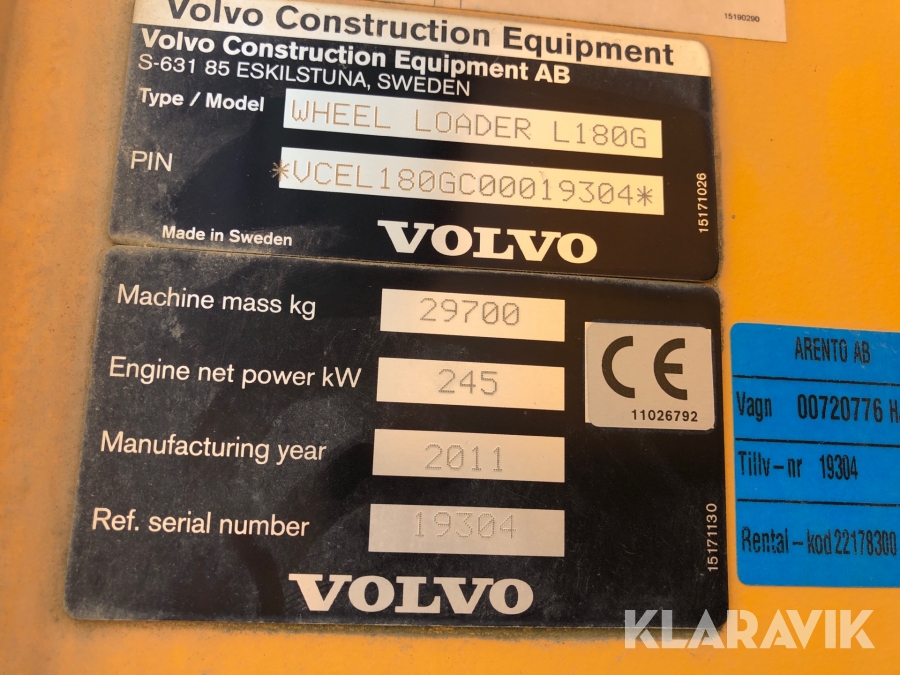 15190290
Volvo Construction Equipment
Volvo Construction Equipment AB
S-631 85 ESKILSTUNA, SWEDEN
Type / Model WHEEL LOADER L180G
PIN *VCEL180GC00019304*
15171026
Made in Sweden VOLVO
Machine mass kg 29700
Engine net power kW 245
CE
11026792
Manufacturing year 2011
Ref. serial number 19304
15171130
VOLVO
ARENTO AB
Vagn 00720776 H
Tillv-nr 19304
Rental-kod 22178300
KLARAVIK